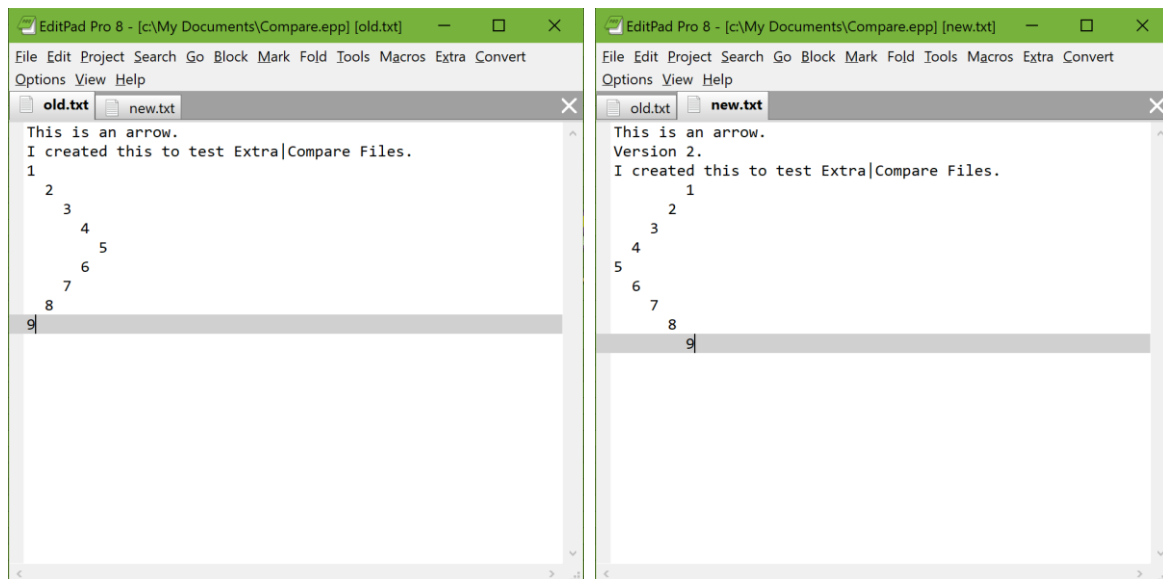 EditPad Pro 8 - [c:\My Documents\Compare.epp] [old.txt]
File Edit Project Search Go Block Mark Fold Tools Macros Extra Convert
Options View Help
old.txt new.txt
This is an arrow.
I created this to test Extra|Compare Files.
1
  2
    3
      4
        5
      6
    7
  8
9
EditPad Pro 8 - [c:\My Documents\Compare.epp] [new.txt]
File Edit Project Search Go Block Mark Fold Tools Macros Extra Convert
Options View Help
old.txt new.txt
This is an arrow.
Version 2.
I created this to test Extra|Compare Files.
        1
      2
    3
  4
5
  6
    7
      8
        9